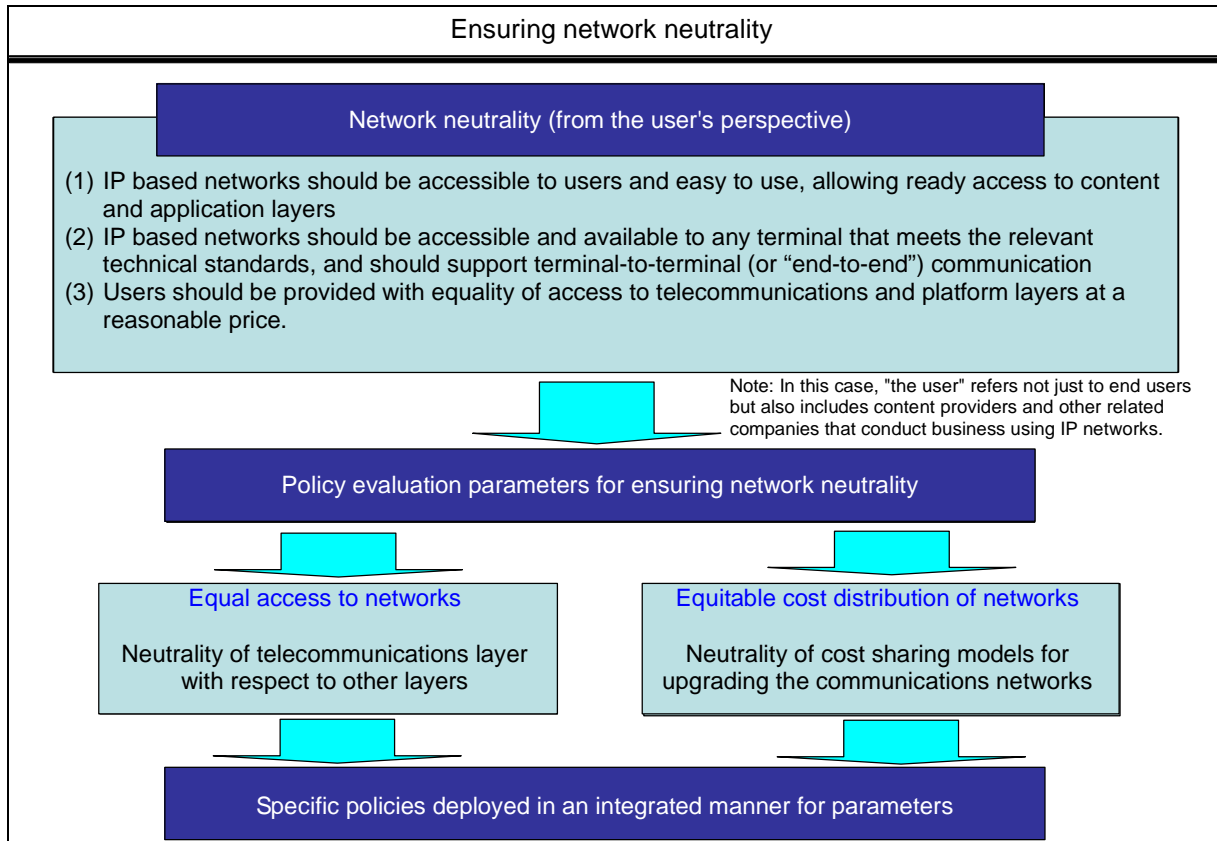 Ensuring network neutrality
Network neutrality (from the user's perspective)
(1) IP based networks should be accessible to users and easy to use, allowing ready access to content
and application layers
(2) IP based networks should be accessible and available to any terminal that meets the relevant
technical standards, and should support terminal-to-terminal (or “end-to-end”) communication
(3) Users should be provided with equality of access to telecommunications and platform layers at a
reasonable price.
Note: In this case, "the user" refers not just to end users
but also includes content providers and other related
companies that conduct business using IP networks.
Policy evaluation parameters for ensuring network neutrality
Equal access to networks
Neutrality of telecommunications layer
with respect to other layers
Equitable cost distribution of networks
Neutrality of cost sharing models for
upgrading the communications networks
Specific policies deployed in an integrated manner for parameters